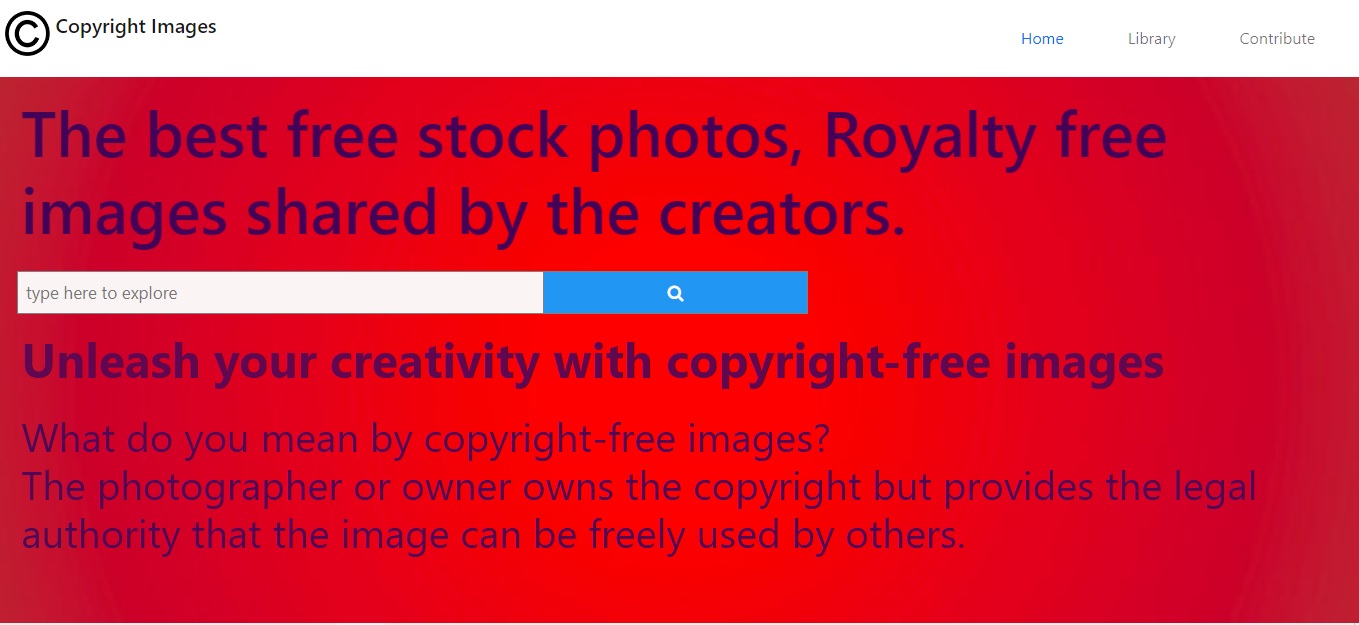 © Copyright Images
Home Library Contribute
The best free stock photos, Royalty free
images shared by the creators.
type here to explore
Unleash your creativity with copyright-free images
What do you mean by copyright-free images?
The photographer or owner owns the copyright but provides the legal
authority that the image can be freely used by others.